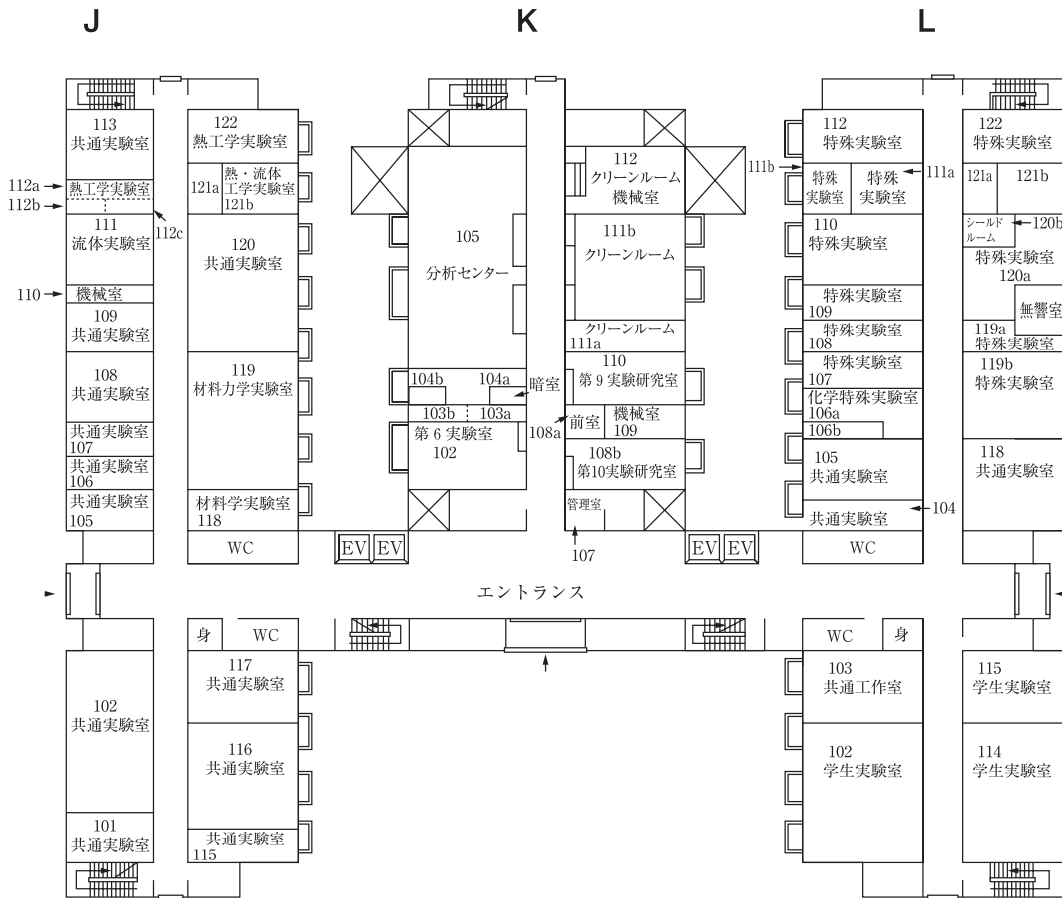 J
K
L
113
共通実験室
112a
熱工学実験室
112b
112c
111
流体実験室
110
機械室
109
共通実験室
108
共通実験室
共通実験室
107
共通実験室
106
共通実験室
105
122
熱工学実験室
121a
熱・流体
工学実験室
121b
120
共通実験室
119
材料力学実験室
材料学実験室
118
WC
EV EV
105
分析センター
104b
104a
暗室
103b
103a
第6実験室
102
112
クリーンルーム
機械室
111b
クリーンルーム
クリーンルーム
111a
110
第9実験研究室
108a
前室
機械室
109
108b
第10実験研究室
管理室
107
EV EV
112
特殊実験室
111b
特殊
実験室
特殊
実験室
111a
110
特殊実験室
特殊実験室
109
特殊実験室
108
特殊実験室
107
化学特殊実験室
106a
106b
105
共通実験室
104
共通実験室
WC
122
特殊実験室
121a
121b
シールド
ルーム
120b
特殊実験室
120a
無響室
119a
特殊実験室
119b
特殊実験室
118
共通実験室
エントランス
身
WC
102
共通実験室
101
共通実験室
117
共通実験室
116
共通実験室
共通実験室
115
WC
身
103
共通工作室
102
学生実験室
115
学生実験室
114
学生実験室